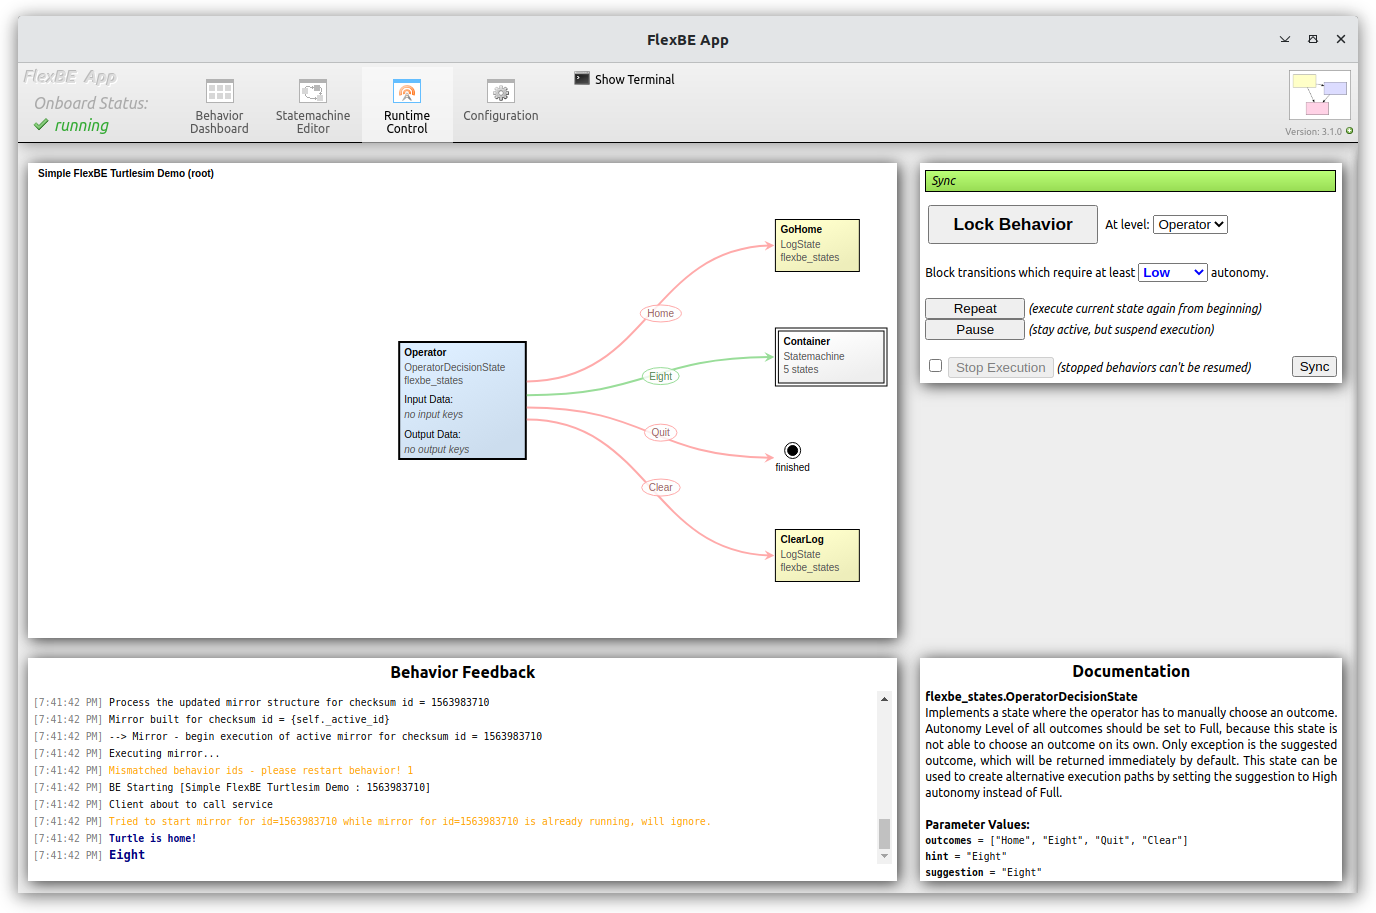 FlexBE App
FlexBE App
Onboard Status:
running
Behavior
Dashboard
Statemachine
Editor
Runtime
Control
Configuration
Show Terminal
Version: 3.1.0
Simple FlexBE Turtlesim Demo (root)
GoHome
LogState
flexbe_states
Home
Container
Statemachine
5 states
Operator
OperatorDecisionState
flexbe_states
Input Data:
no input keys
Output Data:
no output keys
Eight
Quit
finished
Clear
ClearLog
LogState
flexbe_states
Sync
Lock Behavior At level: Operator
Block transitions which require at least Low autonomy.
Repeat (execute current state again from beginning)
Pause (stay active, but suspend execution)
Stop Execution (stopped behaviors can't be resumed) Sync
Behavior Feedback
[7:41:42 PM] Process the updated mirror structure for checksum id = 1563983710
[7:41:42 PM] Mirror built for checksum id = {self._active_id}
[7:41:42 PM] --> Mirror - begin execution of active mirror for checksum id = 1563983710
[7:41:42 PM] Executing mirror...
[7:41:42 PM] Mismatched behavior ids - please restart behavior! 1
[7:41:42 PM] BE Starting [Simple FlexBE Turtlesim Demo : 1563983710]
[7:41:42 PM] Client about to call service
[7:41:42 PM] Tried to start mirror for id=1563983710 while mirror for id=1563983710 is already running, will ignore.
[7:41:42 PM] Turtle is home!
[7:41:42 PM] Eight
Documentation
flexbe_states.OperatorDecisionState
Implements a state where the operator has to manually choose an outcome.
Autonomy Level of all outcomes should be set to Full, because this state is
not able to choose an outcome on its own. Only exception is the suggested
outcome, which will be returned immediately by default. This state can be
used to create alternative execution paths by setting the suggestion to High
autonomy instead of Full.
Parameter Values:
outcomes = ["Home", "Eight", "Quit", "Clear"]
hint = "Eight"
suggestion = "Eight"